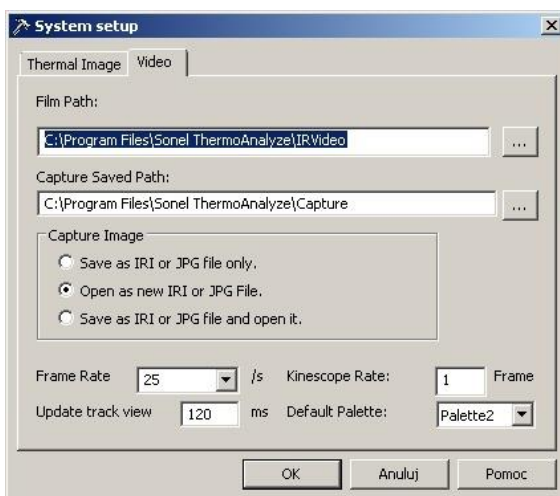 System setup
Thermal Image Video
Film Path:
C:\Program Files\Sonel ThermoAnalyze\IRVideo
...
Capture Saved Path:
C:\Program Files\Sonel ThermoAnalyze\Capture
...
Capture Image
Save as IRI or JPG file only.
Open as new IRI or JPG File.
Save as IRI or JPG file and open it.
Frame Rate 25 /s Kinescope Rate: 1 Frame
Update track view 120 ms Default Palette: Palette2
OK Anuluj Pomoc